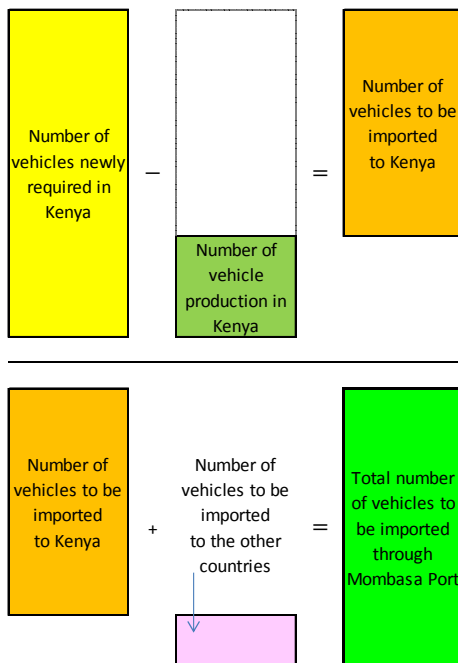 Number of
vehicles newly
required in
Kenya
−
Number of
vehicle
production in
Kenya
=
Number of
vehicles to be
imported
to Kenya
Number of
vehicles to be
imported
to Kenya
+
Number of
vehicles to be
imported
to the other
countries
=
Total number
of vehicles to
be imported
through
Mombasa Port